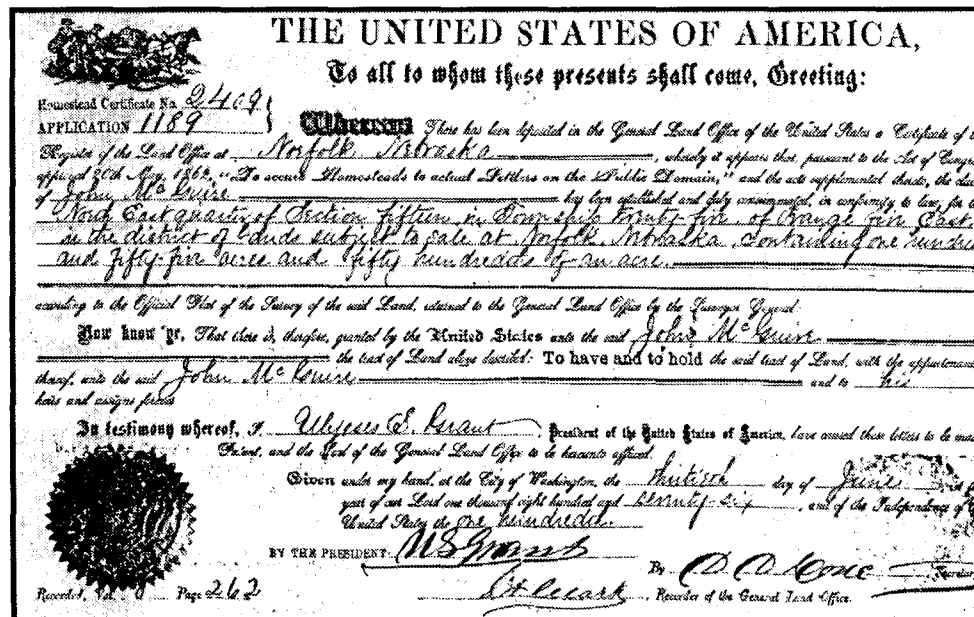 THE UNITED STATES OF AMERICA,
To all to whom these presents shall come, Greeting:
Homestead Certificate No. 2409
APPLICATION 1189
Whereas There has been deposited in the General Land Office of the United States a Certificate of the
Register of the Land Office at Norfolk, Nebraska, whereby it appears that, pursuant to the Act of Congress
approved 20th May, 1862, "To secure Homesteads to actual Settlers on the Public Domain," and the acts supplemental thereto, the claim
of John McGuire has been established and duly consummated, in conformity to law, for the
North East quarter of Section fifteen in Township twenty five of Range five East
in the district of Lands subject to sale at Norfolk, Nebraska containing one hundred
and fifty-five acres and fifty hundredths of an acre.
according to the Official Plat of the Survey of the said Land, returned to the General Land Office by the Surveyor General:
Now know ye, That there is, therefore, granted by the United States unto the said John McGuire
the tract of Land above described: To have and to hold the said tract of Land, with the appurtenances
thereof, unto the said John McGuire and to his
heirs and assigns forever
In testimony whereof, I, Ulysses S. Grant, President of the United States of America, have caused these letters to be made
Patent, and the Seal of the General Land Office to be hereunto affixed.
Given under my hand, at the City of Washington, the thirtieth day of June, in the
year of our Lord one thousand eight hundred and seventy-six, and of the Independence of the
United States the one hundredth.
BY THE PRESIDENT: U S Grant
By D D Cone Secretary
Recorded, Vol. Page 262
Recorder of the General Land Office.